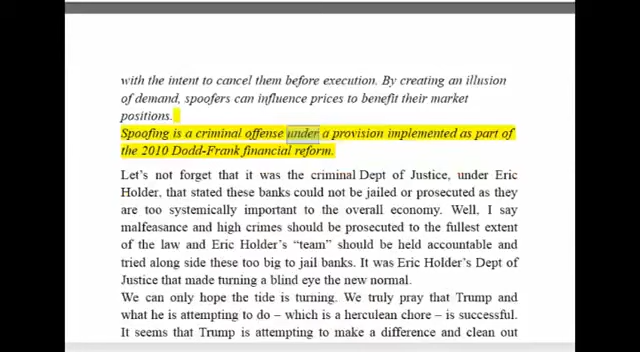 with the intent to cancel them before execution. By creating an illusion
of demand, spoofers can influence prices to benefit their market
positions.
Spoofing is a criminal offense under a provision implemented as part of
the 2010 Dodd-Frank financial reform.
Let’s not forget that it was the criminal Dept of Justice, under Eric
Holder, that stated these banks could not be jailed or prosecuted as they
are too systemically important to the overall economy. Well, I say
malfeasance and high crimes should be prosecuted to the fullest extent
of the law and Eric Holder’s “team” should be held accountable and
tried along side these too big to jail banks. It was Eric Holder’s Dept of
Justice that made turning a blind eye the new normal.
We can only hope the tide is turning. We truly pray that Trump and
what he is attempting to do – which is a herculean chore – is successful.
It seems that Trump is attempting to make a difference and clean out